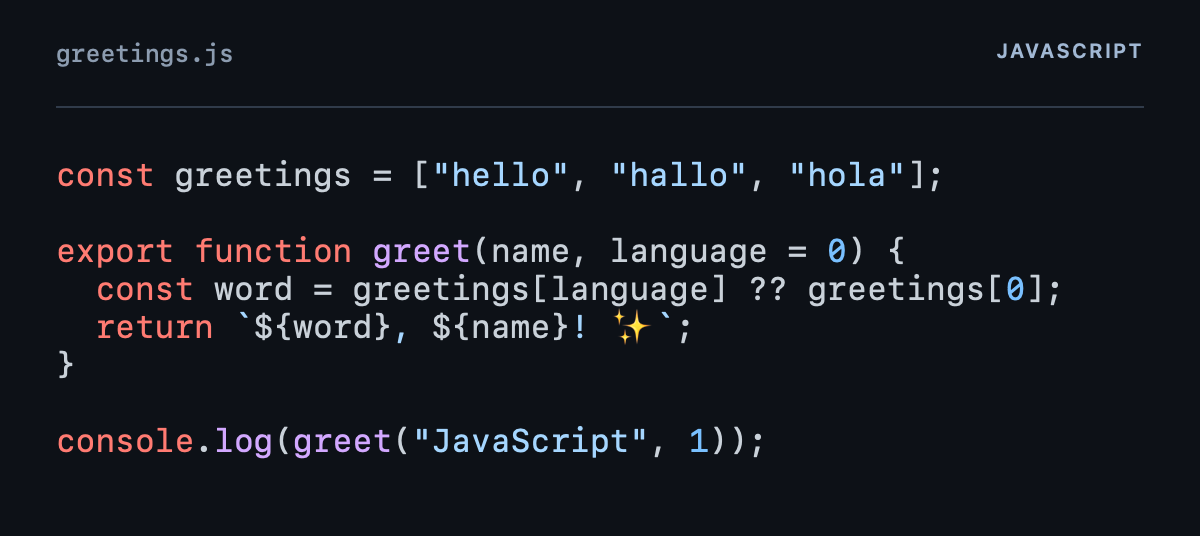 greetings.js
JAVASCRIPT
const greetings = ["hello", "hallo", "hola"];
export function greet(name, language = 0) {
  const word = greetings[language] ?? greetings[0];
  return `${word}, ${name}! ✨`;
}
console.log(greet("JavaScript", 1));